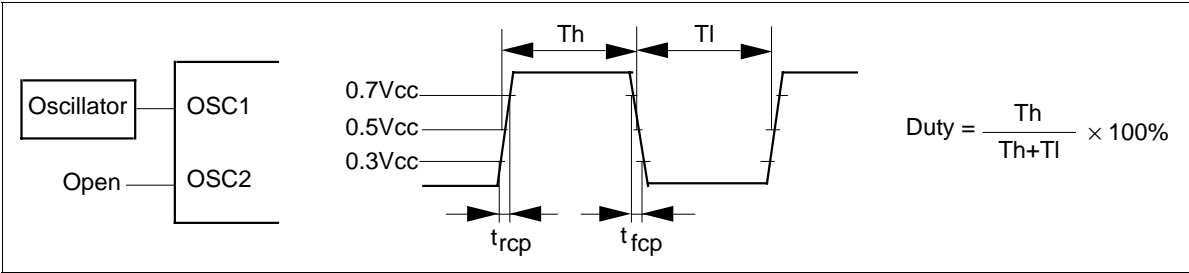 Oscillator
OSC1
Open
OSC2
Th
Tl
0.7Vcc
0.5Vcc
0.3Vcc
trcp
tfcp
Duty = Th / Th+Tl × 100%